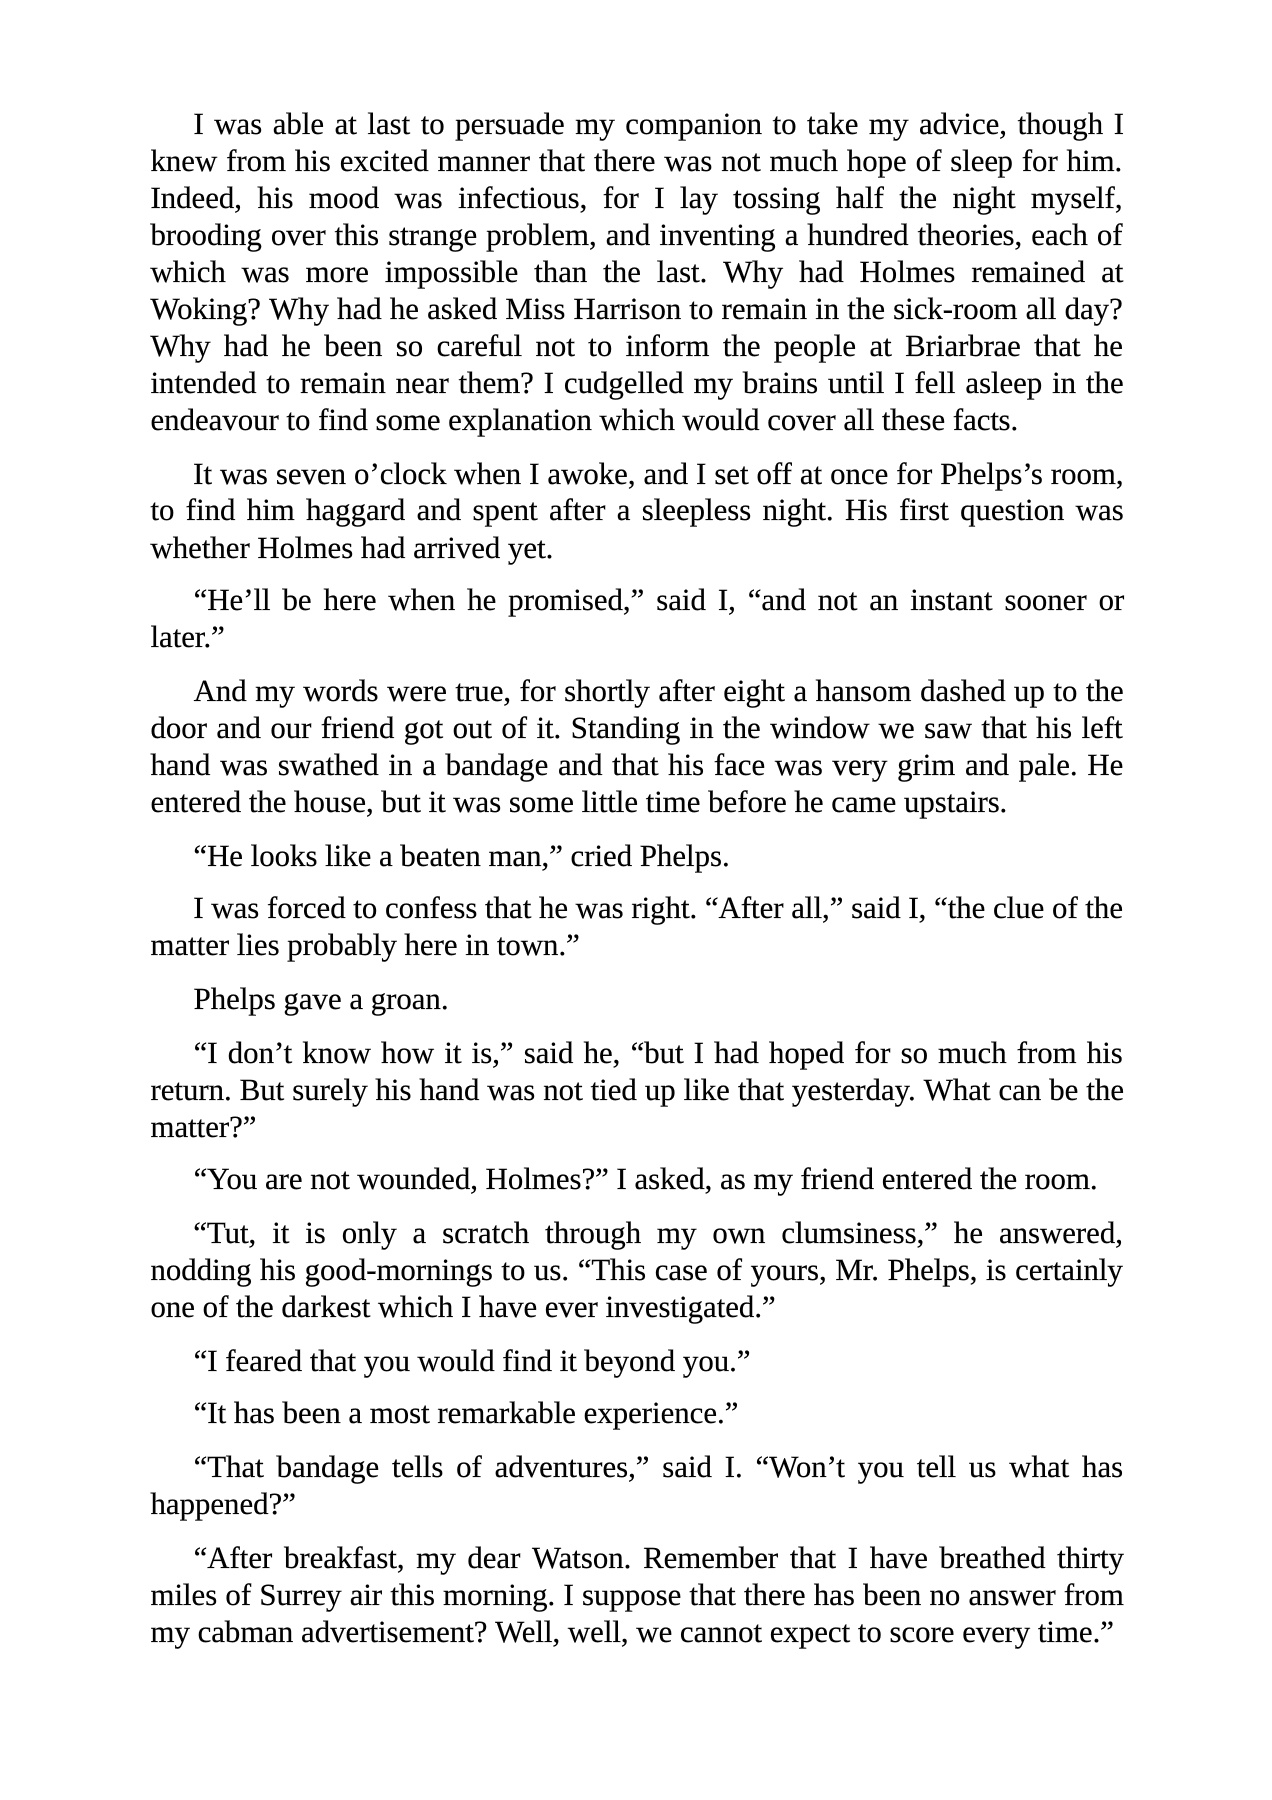 I was able at last to persuade my companion to take my advice, though I
knew from his excited manner that there was not much hope of sleep for him.
Indeed, his mood was infectious, for I lay tossing half the night myself,
brooding over this strange problem, and inventing a hundred theories, each of
which was more impossible than the last. Why had Holmes remained at
Woking? Why had he asked Miss Harrison to remain in the sick-room all day?
Why had he been so careful not to inform the people at Briarbrae that he
intended to remain near them? I cudgelled my brains until I fell asleep in the
endeavour to find some explanation which would cover all these facts.
It was seven o’clock when I awoke, and I set off at once for Phelps’s room,
to find him haggard and spent after a sleepless night. His first question was
whether Holmes had arrived yet.
“He’ll be here when he promised,” said I, “and not an instant sooner or
later.”
And my words were true, for shortly after eight a hansom dashed up to the
door and our friend got out of it. Standing in the window we saw that his left
hand was swathed in a bandage and that his face was very grim and pale. He
entered the house, but it was some little time before he came upstairs.
“He looks like a beaten man,” cried Phelps.
I was forced to confess that he was right. “After all,” said I, “the clue of the
matter lies probably here in town.”
Phelps gave a groan.
“I don’t know how it is,” said he, “but I had hoped for so much from his
return. But surely his hand was not tied up like that yesterday. What can be the
matter?”
“You are not wounded, Holmes?” I asked, as my friend entered the room.
“Tut, it is only a scratch through my own clumsiness,” he answered,
nodding his good-mornings to us. “This case of yours, Mr. Phelps, is certainly
one of the darkest which I have ever investigated.”
“I feared that you would find it beyond you.”
“It has been a most remarkable experience.”
“That bandage tells of adventures,” said I. “Won’t you tell us what has
happened?”
“After breakfast, my dear Watson. Remember that I have breathed thirty
miles of Surrey air this morning. I suppose that there has been no answer from
my cabman advertisement? Well, well, we cannot expect to score every time.”